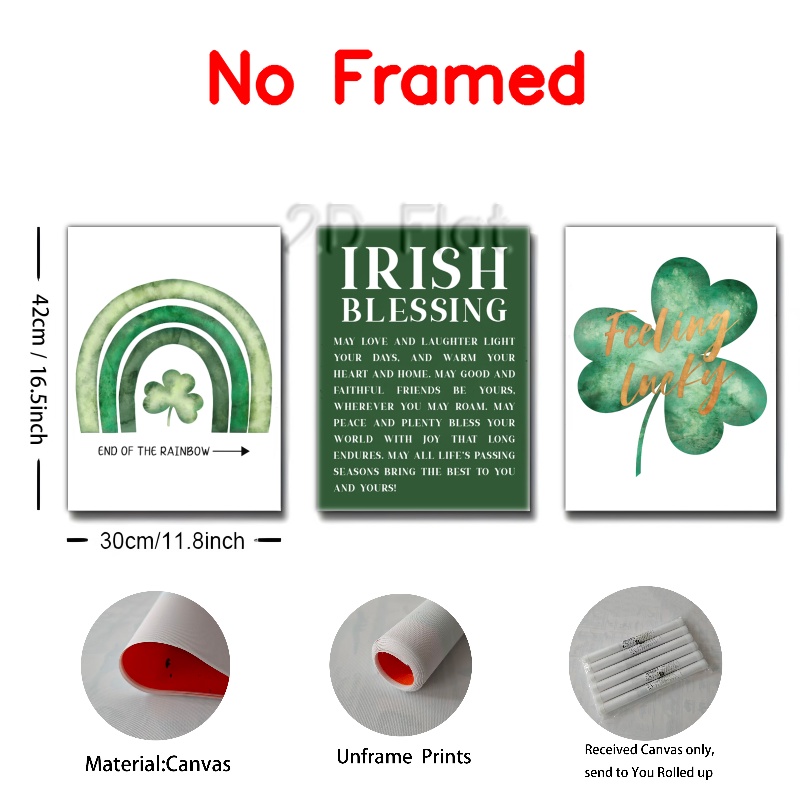 No Framed
2D Flat
42cm / 16.5inch
END OF THE RAINBOW
30cm/11.8inch
IRISH
BLESSING
MAY LOVE AND LAUGHTER LIGHT
YOUR DAYS, AND WARM YOUR
HEART AND HOME. MAY GOOD AND
FAITHFUL FRIENDS BE YOURS,
WHEREVER YOU MAY ROAM. MAY
PEACE AND PLENTY BLESS YOUR
WORLD WITH JOY THAT LONG
ENDURES. MAY ALL LIFE'S PASSING
SEASONS BRING THE BEST TO YOU
AND YOURS!
Feeling
Lucky
Material:Canvas
Unframe Prints
Received Canvas only,
send to You Rolled up